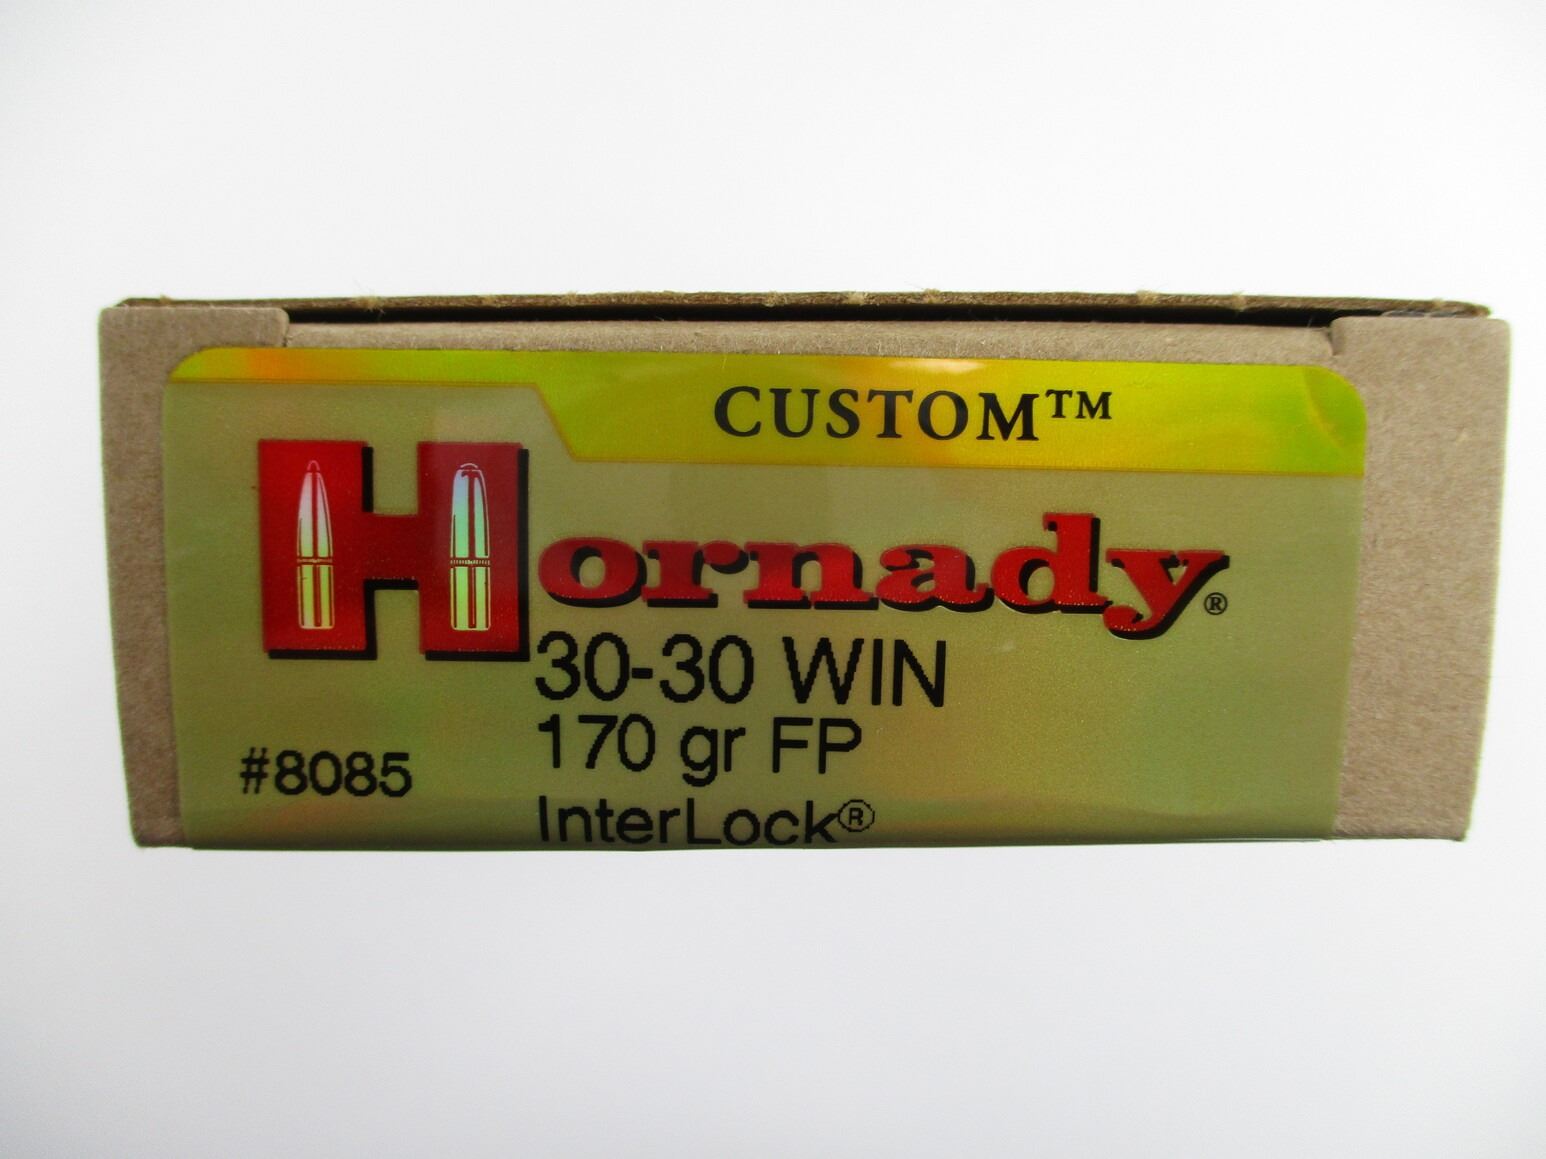 CUSTOM™
Hornady®
30-30 WIN
170 gr FP
#8085
InterLock®